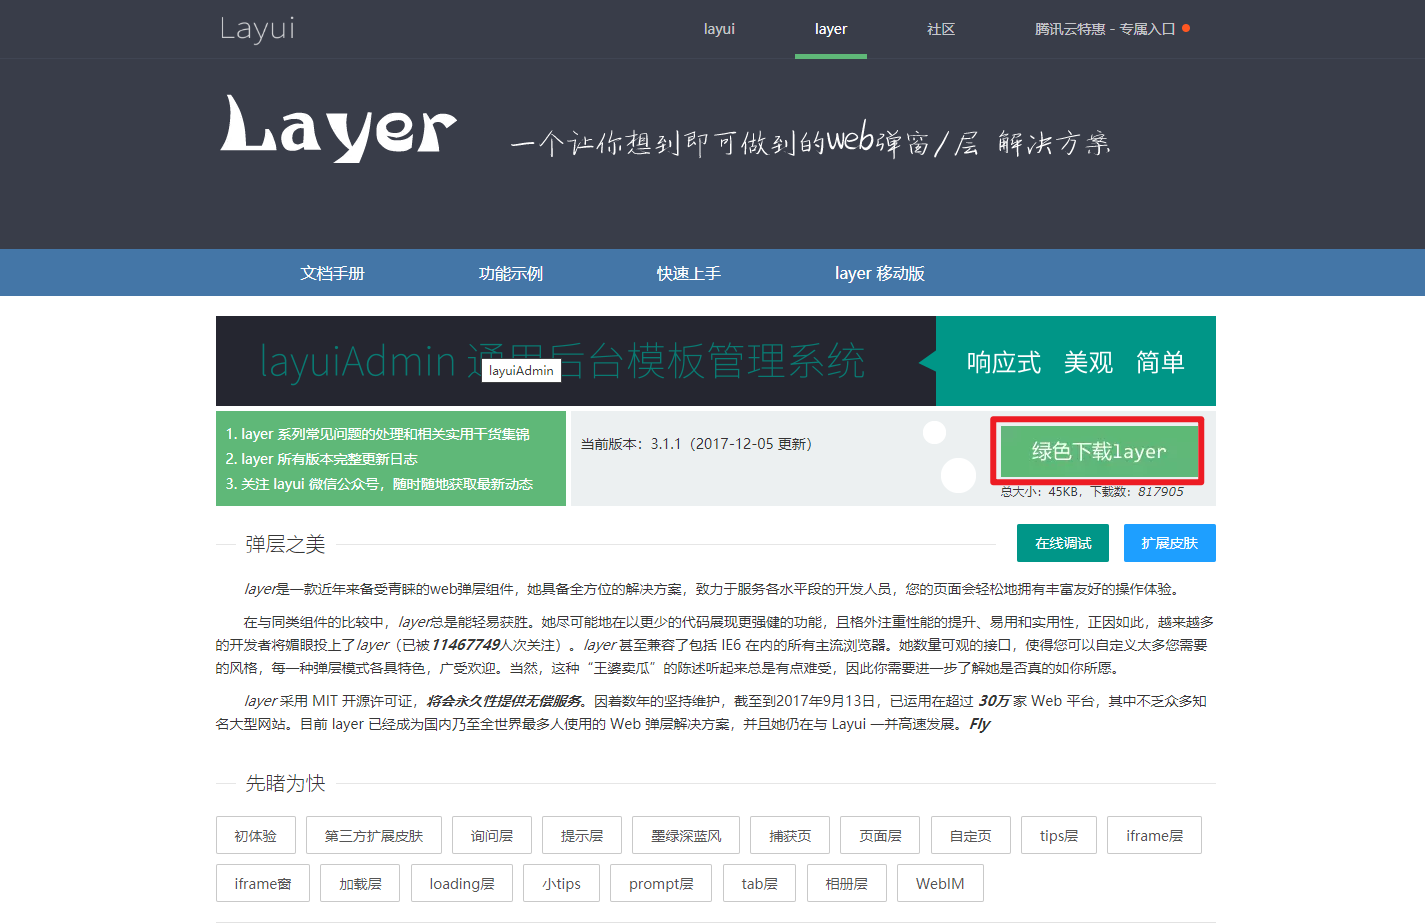 Layui
layui
layer
社区
腾讯云特惠 - 专属入口
Layer
一个让你想到即可做到的web弹窗/层 解决方案
文档手册
功能示例
快速上手
layer 移动版
layuiAdmin 通用后台模板管理系统
layuiAdmin
响应式 美观 简单
1. layer 系列常见问题的处理和相关实用干货集锦
2. layer 所有版本完整更新日志
3. 关注 layui 微信公众号，随时随地获取最新动态
当前版本：3.1.1（2017-12-05 更新）
绿色下载layer
总大小：45KB，下载数：817905
弹层之美
在线调试
扩展皮肤
layer是一款近年来备受青睐的web弹层组件，她具备全方位的解决方案，致力于服务各水平段的开发人员，您的页面会轻松地拥有丰富友好的操作体验。
在与同类组件的比较中，layer总是能轻易获胜。她尽可能地在以更少的代码展现更强健的功能，且格外注重性能的提升、易用和实用性，正因如此，越来越多
的开发者将媚眼投上了layer（已被11467749人次关注）。layer 甚至兼容了包括 IE6 在内的所有主流浏览器。她数量可观的接口，使得您可以自定义太多您需要
的风格，每一种弹层模式各具特色，广受欢迎。当然，这种“王婆卖瓜”的陈述听起来总是有点难受，因此你需要进一步了解她是否真的如你所愿。
layer 采用 MIT 开源许可证，将会永久性提供无偿服务。因着数年的坚持维护，截至到2017年9月13日，已运用在超过 30万 家 Web 平台，其中不乏众多知
名大型网站。目前 layer 已经成为国内乃至全世界最多人使用的 Web 弹层解决方案，并且她仍在与 Layui 一并高速发展。Fly
先睹为快
初体验
第三方扩展皮肤
询问层
提示层
墨绿深蓝风
捕获页
页面层
自定页
tips层
iframe层
iframe窗
加载层
loading层
小tips
prompt层
tab层
相册层
WebIM